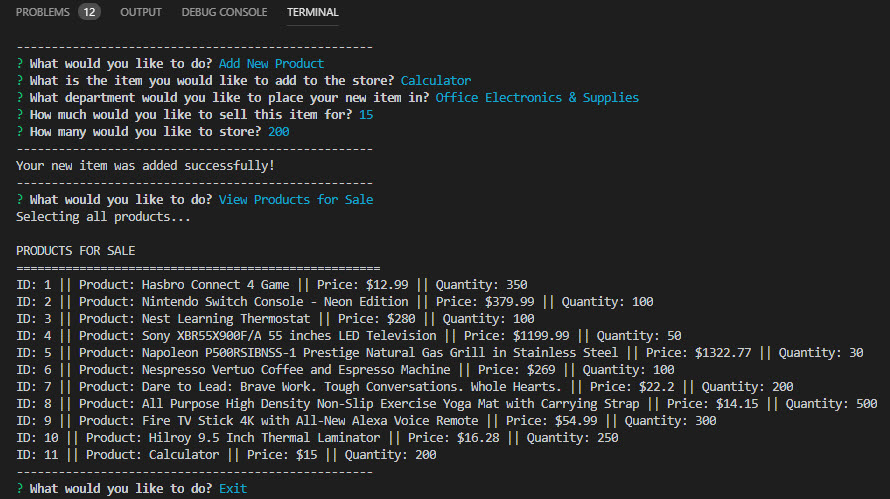 PROBLEMS 12 OUTPUT DEBUG CONSOLE TERMINAL
---------------------------------------------------
? What would you like to do? Add New Product
? What is the item you would like to add to the store? Calculator
? What department would you like to place your new item in? Office Electronics & Supplies
? How much would you like to sell this item for? 15
? How many would you like to store? 200
---------------------------------------------------
Your new item was added successfully!
---------------------------------------------------
? What would you like to do? View Products for Sale
Selecting all products...
PRODUCTS FOR SALE
====================================================
ID: 1 || Product: Hasbro Connect 4 Game || Price: $12.99 || Quantity: 350
ID: 2 || Product: Nintendo Switch Console - Neon Edition || Price: $379.99 || Quantity: 100
ID: 3 || Product: Nest Learning Thermostat || Price: $280 || Quantity: 100
ID: 4 || Product: Sony XBR55X900F/A 55 inches LED Television || Price: $1199.99 || Quantity: 50
ID: 5 || Product: Napoleon P500RSIBNSS-1 Prestige Natural Gas Grill in Stainless Steel || Price: $1322.77 || Quantity: 30
ID: 6 || Product: Nespresso Vertuo Coffee and Espresso Machine || Price: $269 || Quantity: 100
ID: 7 || Product: Dare to Lead: Brave Work. Tough Conversations. Whole Hearts. || Price: $22.2 || Quantity: 200
ID: 8 || Product: All Purpose High Density Non-Slip Exercise Yoga Mat with Carrying Strap || Price: $14.15 || Quantity: 500
ID: 9 || Product: Fire TV Stick 4K with All-New Alexa Voice Remote || Price: $54.99 || Quantity: 300
ID: 10 || Product: Hilroy 9.5 Inch Thermal Laminator || Price: $16.28 || Quantity: 250
ID: 11 || Product: Calculator || Price: $15 || Quantity: 200
---------------------------------------------------
? What would you like to do? Exit